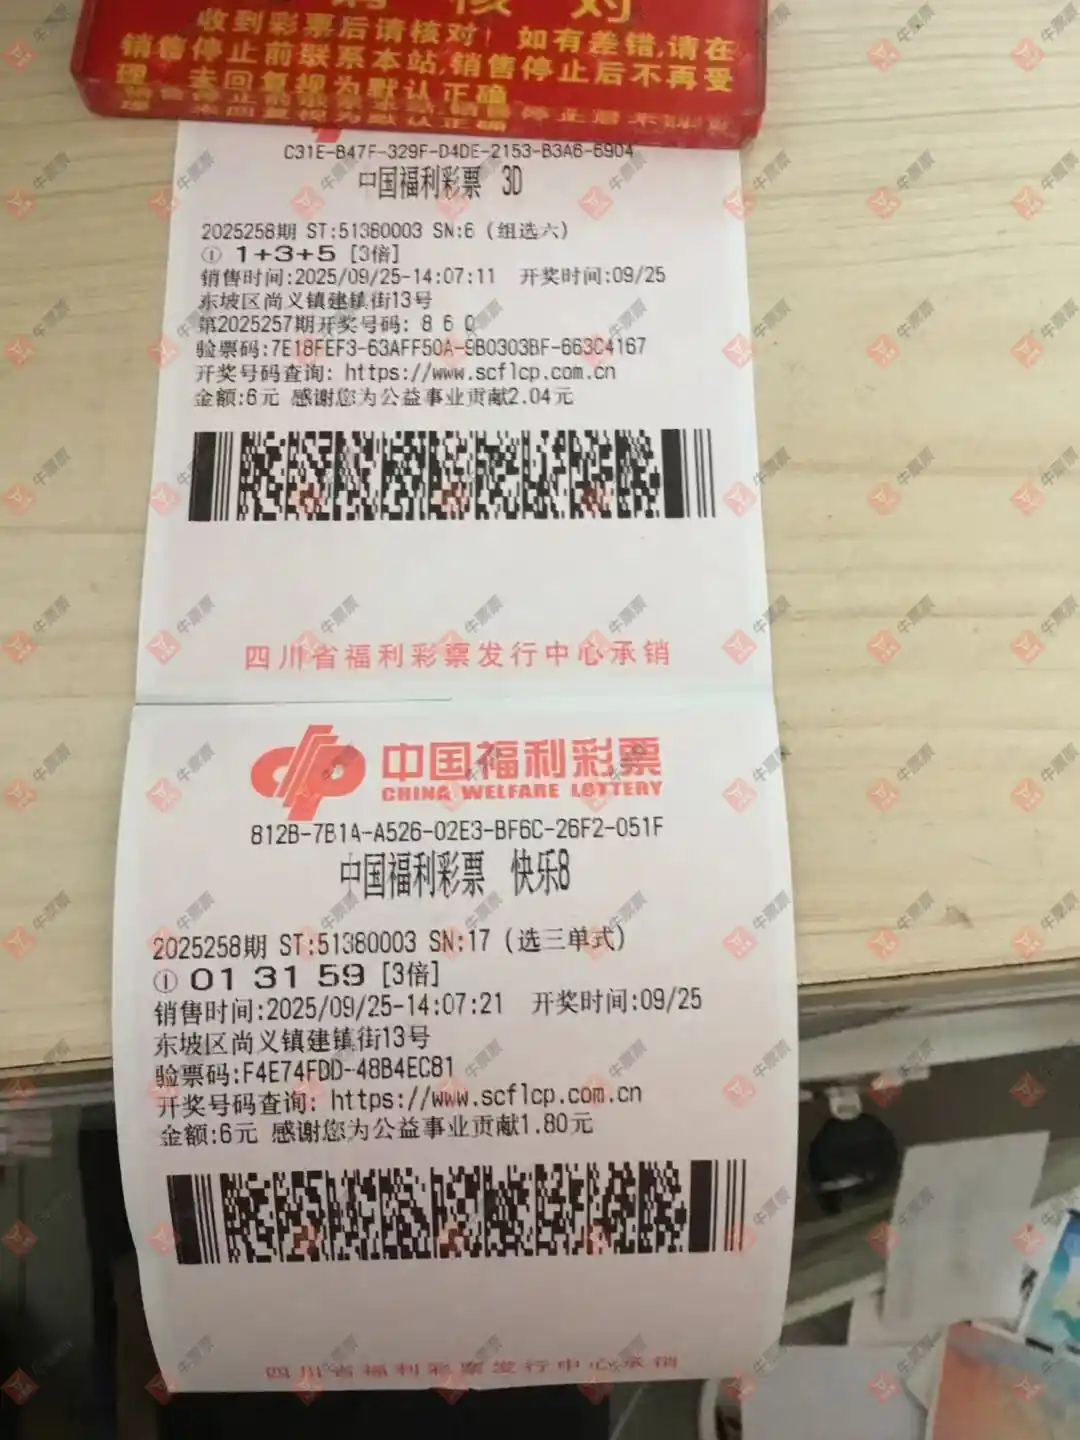 请核对
收到彩票后请核对！如有差错,请在
销售停止前联系本站,销售停止后不再受
理。去回复视为默认正确
C31E-B47F-329F-D4DE-2153-B3A6-6904
中国福利彩票 3D
2025258期 ST:51380003 SN:6 (组选六)
① 1+3+5 [3倍]
销售时间:2025/09/25-14:07:11 开奖时间:09/25
东坡区尚义镇建镇街13号
第2025257期开奖号码: 8 6 0
验票码:7E18FEF3-63AFF50A-9B0303BF-663C4167
开奖号码查询: https://www.scflcp.com.cn
金额:6元 感谢您为公益事业贡献2.04元
四川省福利彩票发行中心承销
中国福利彩票
CHINA WELFARE LOTTERY
812B-7B1A-A526-02E3-BF6C-26F2-051F
中国福利彩票 快乐8
2025258期 ST:51380003 SN:17 (选三单式)
① 01 31 59 [3倍]
销售时间:2025/09/25-14:07:21 开奖时间:09/25
东坡区尚义镇建镇街13号
验票码:F4E74FDD-48B4EC81
开奖号码查询: https://www.scflcp.com.cn
金额:6元 感谢您为公益事业贡献1.80元
四川省福利彩票发行中心承销
牛票票